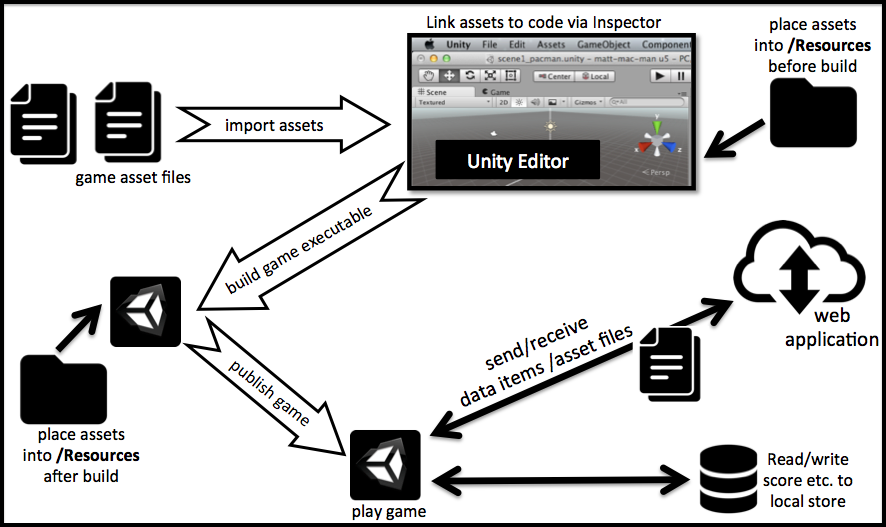 Link assets to code via Inspector
Unity File Edit Assets GameObject Component
scene1_pacman.unity - matt-mac-man u5 - PC
Center Local
Scene Game
Textured 2D Gizmos All
y
x z
Persp
Unity Editor
place assets
into /Resources
before build
import assets
game asset files
build game executable
web
application
send/receive
data items /asset files
publish game
place assets
into /Resources
after build
play game
Read/write
score etc. to
local store